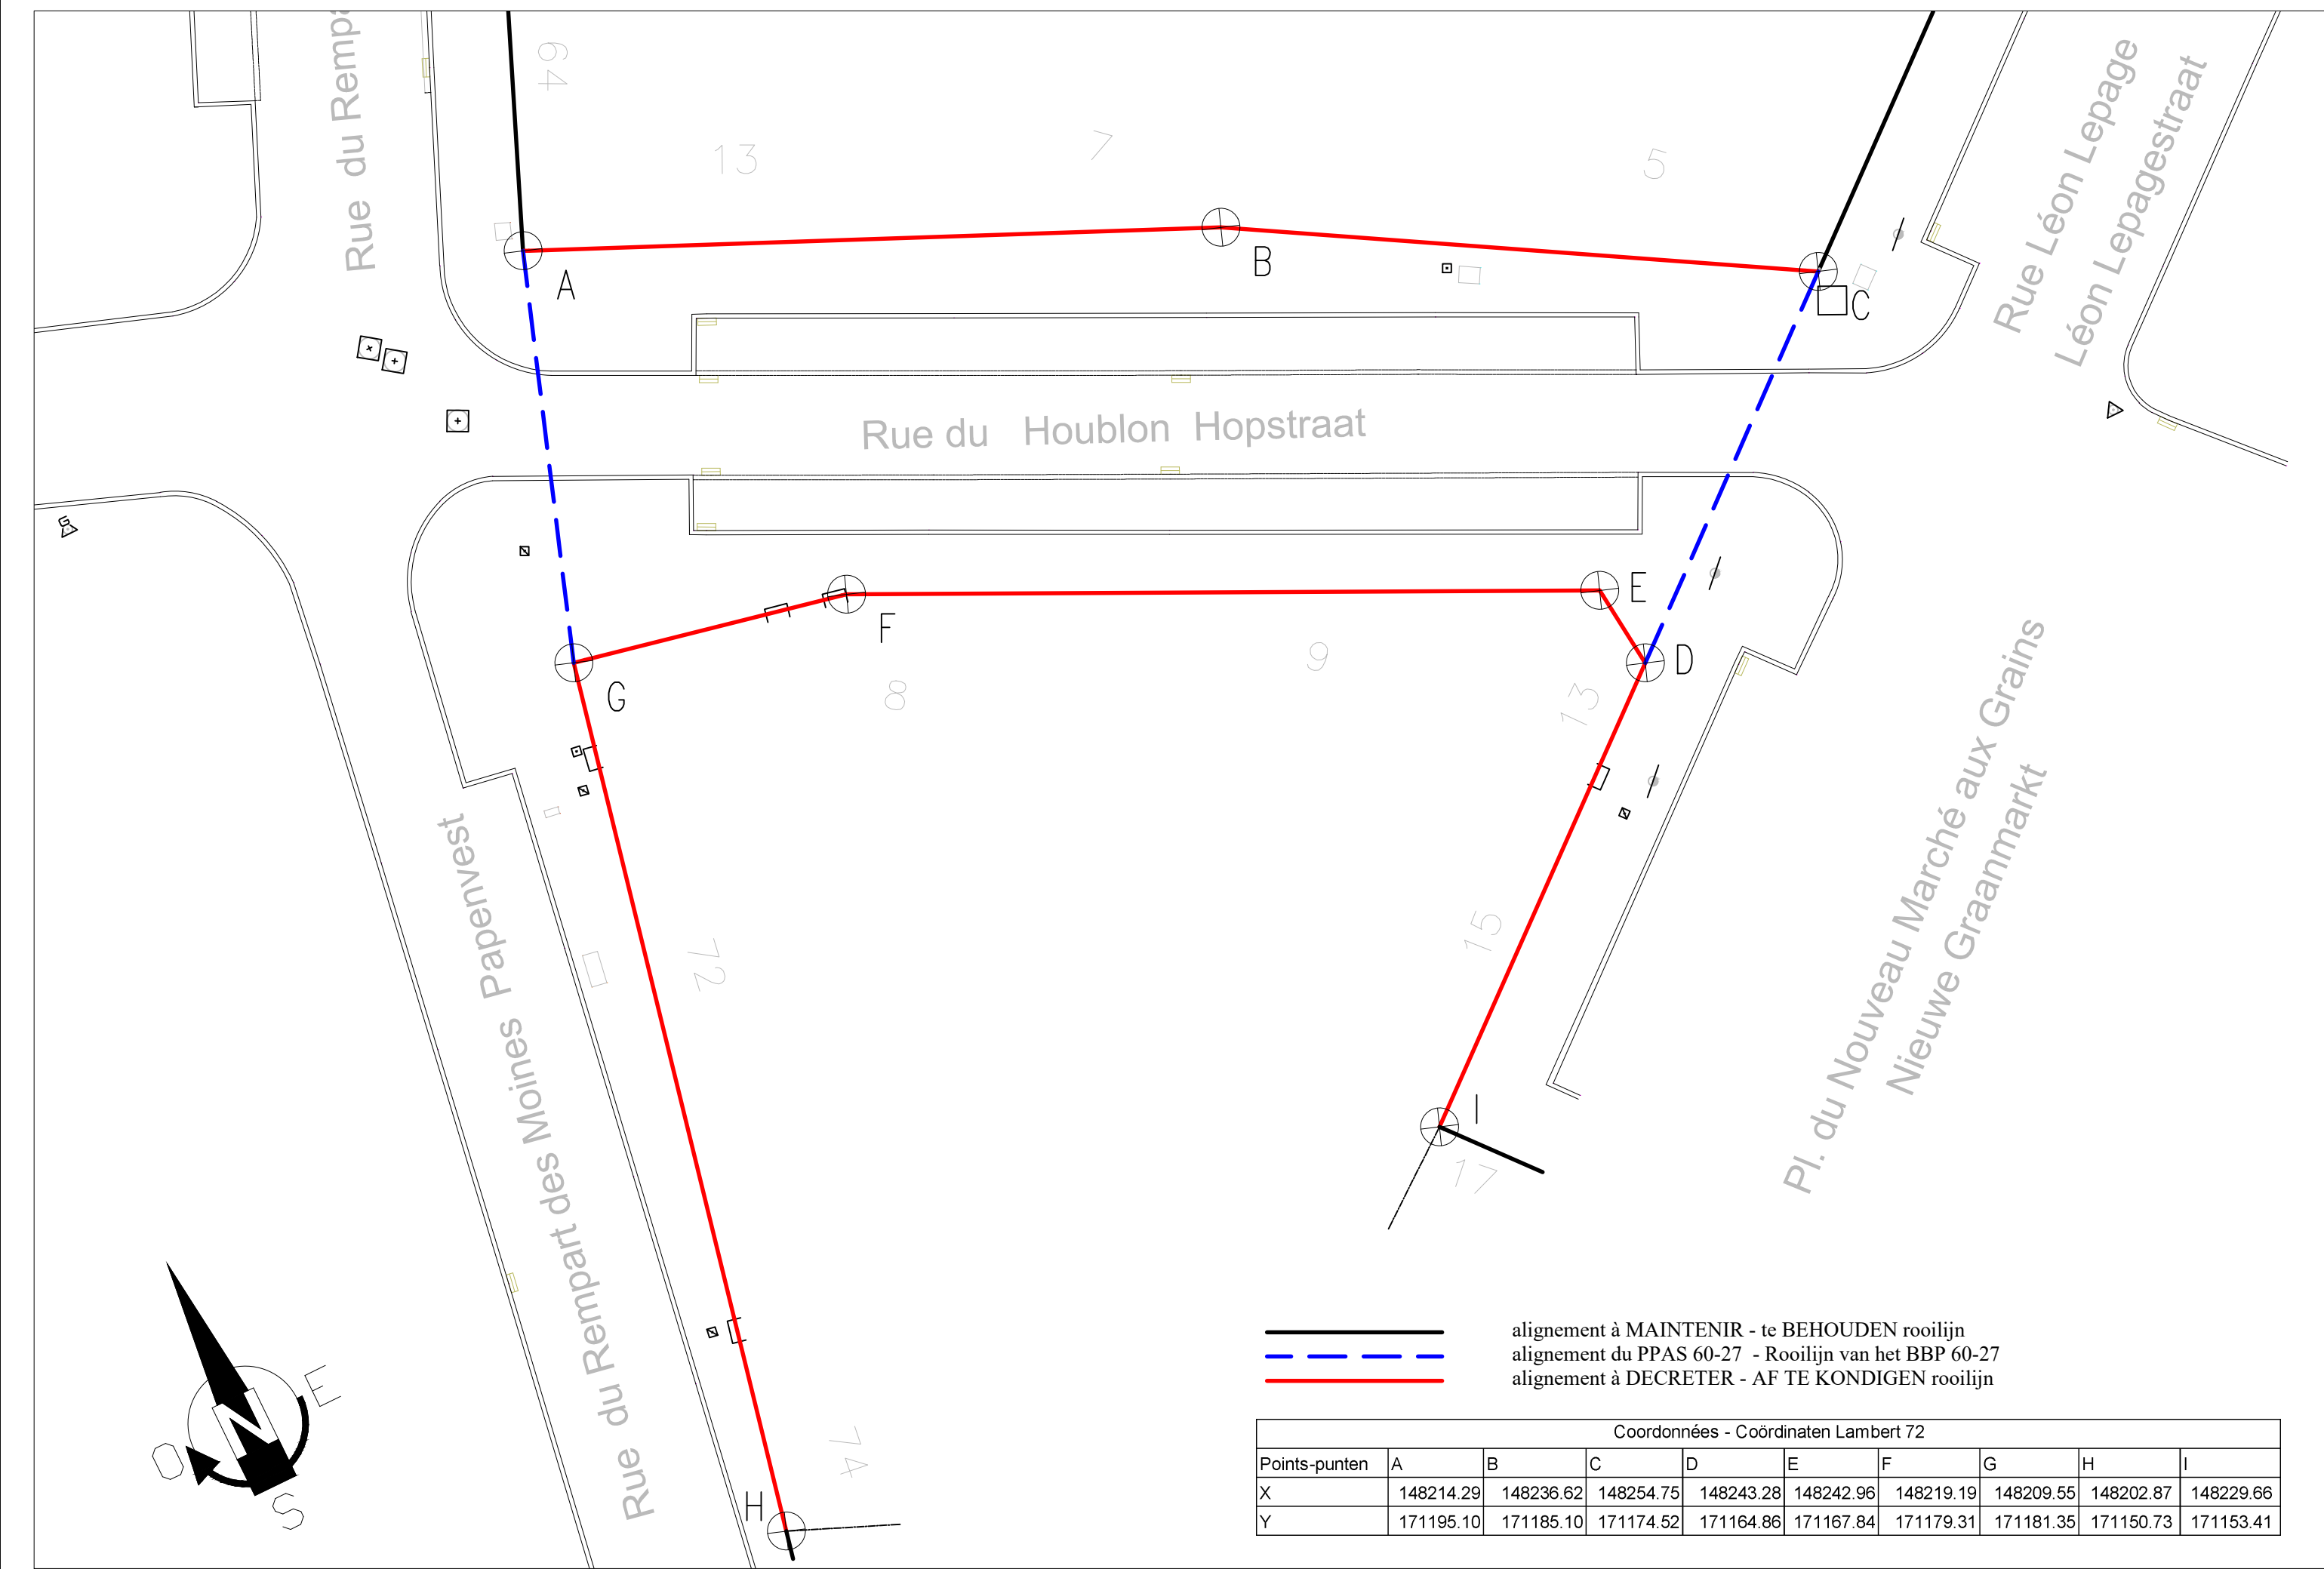 Rue du Remp
64
13
7
5
Rue Léon Lepage
Léon Lepagestraat
A
B
C
Rue du Houblon Hopstraat
G
F
E
D
G
8
9
13
15
72
Rue du Rempart des Moines Papenvest
Pl. du Nouveau Marché aux Grains
Nieuwe Graanmarkt
I
17
74
H
N
E
S
O
alignement à MAINTENIR - te BEHOUDEN rooilijn
alignement du PPAS 60-27 - Rooilijn van het BBP 60-27
alignement à DECRETER - AF TE KONDIGEN rooilijn
Coordonnées - Coördinaten Lambert 72
Points-punten A B C D E F G H I
X 148214.29 148236.62 148254.75 148243.28 148242.96 148219.19 148209.55 148202.87 148229.66
Y 171195.10 171185.10 171174.52 171164.86 171167.84 171179.31 171181.35 171150.73 171153.41